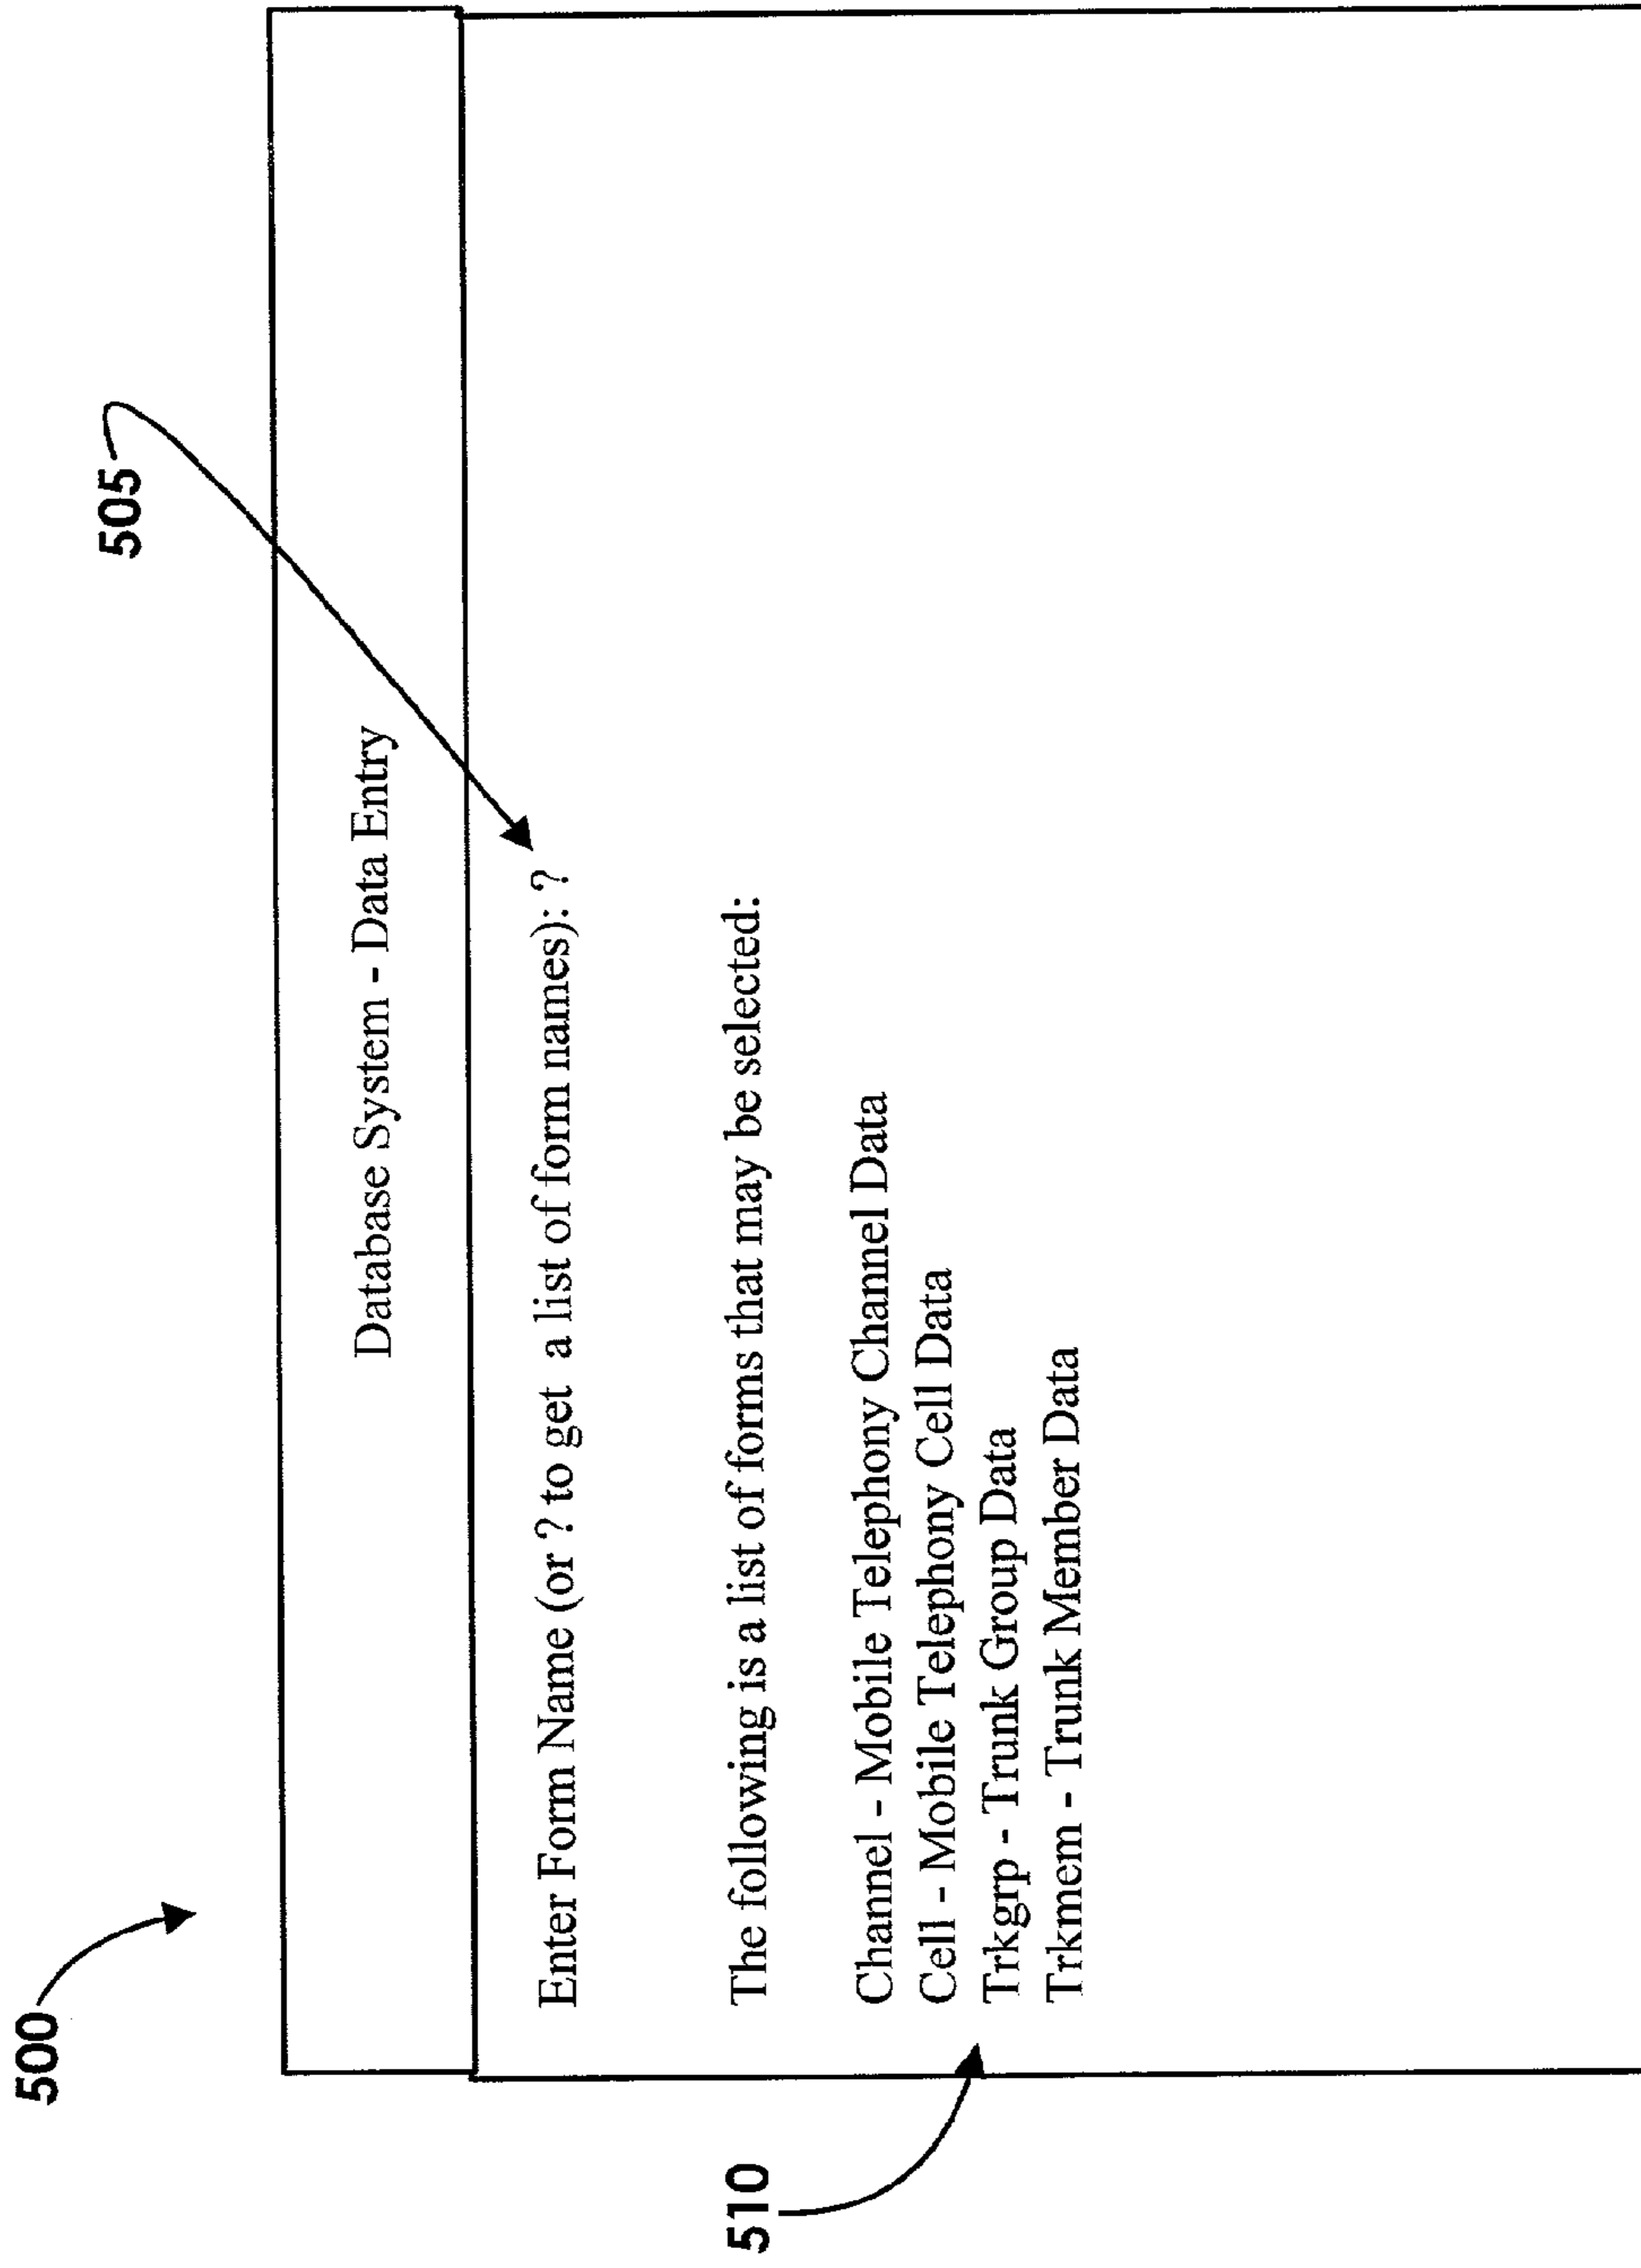 500
505
Database System - Data Entry
Enter Form Name (or ? to get a list of form names): ?
The following is a list of forms that may be selected:
510
Channel - Mobile Telephony Channel Data
Cell - Mobile Telephony Cell Data
Trkgrp - Trunk Group Data
Trkmem - Trunk Member Data